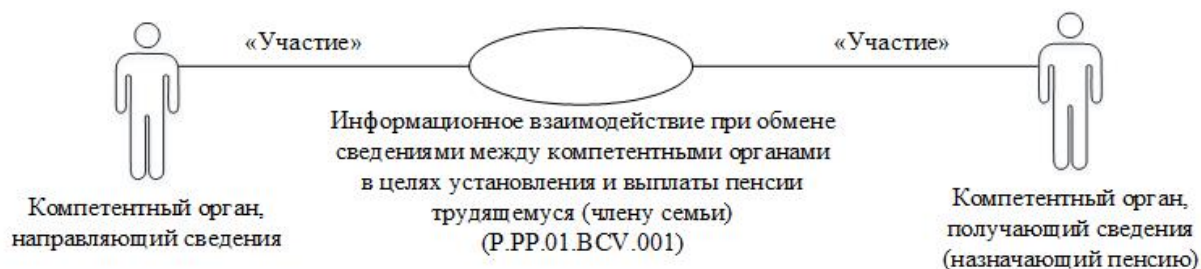 «Участие»
«Участие»
Информационное взаимодействие при обмене
сведениями между компетентными органами
в целях установления и выплаты пенсии
трудящемуся (члену семьи)
(P.PP.01.BCV.001)
Компетентный орган,
направляющий сведения
Компетентный орган,
получающий сведения
(назначающий пенсию)